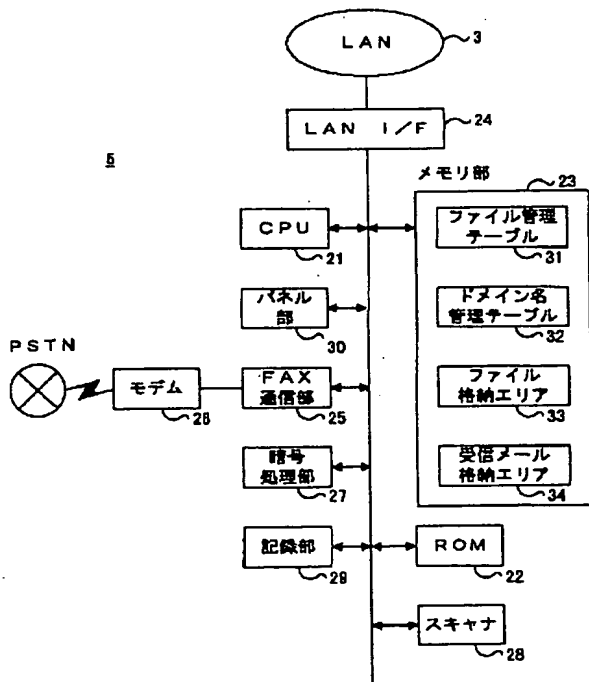 LAN
3
LAN I/F
24
5
メモリ部
23
CPU
21
ファイル管理
テーブル
31
パネル
部
30
ドメイン名
管理テーブル
32
PSTN
モデム
26
FAX
通信部
25
ファイル
格納エリア
33
暗号
処理部
27
受信メール
格納エリア
34
記録部
29
ROM
22
スキャナ
28